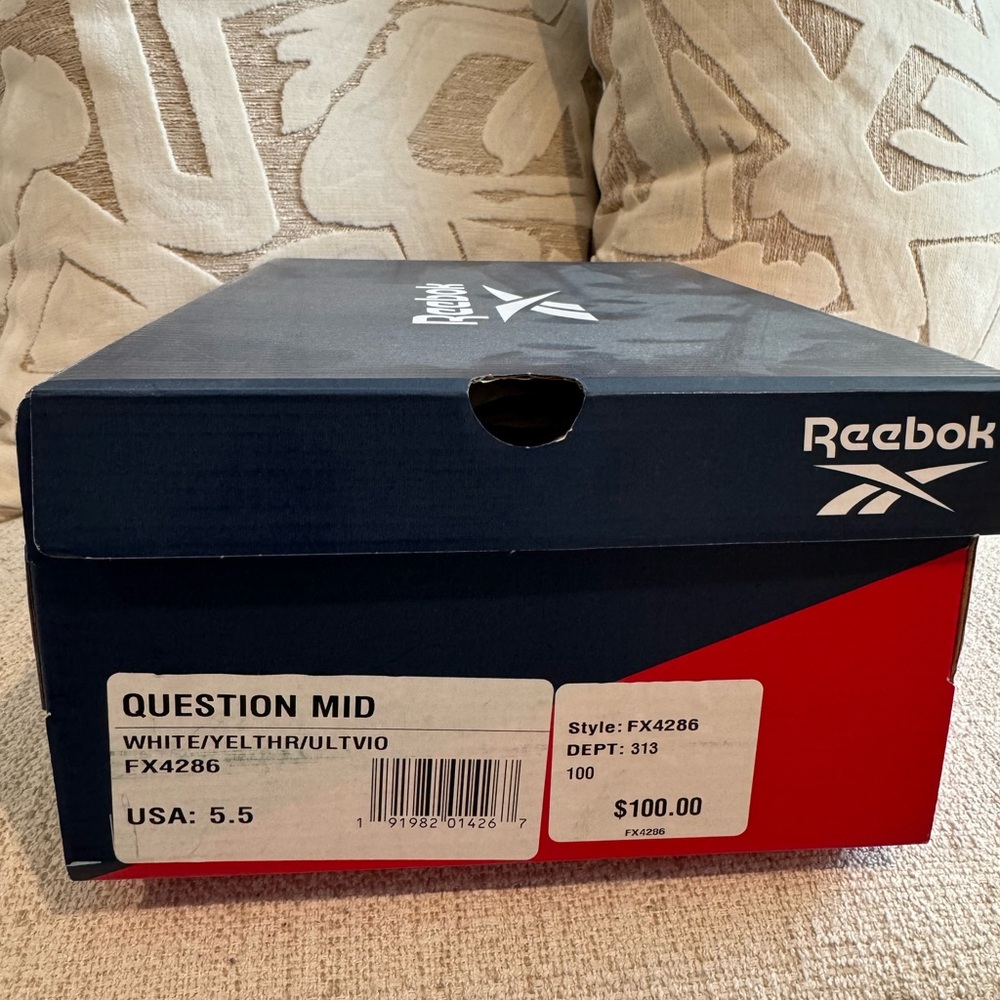 Reebok
Reebok
QUESTION MID
WHITE/YELTHR/ULTVIO
FX4286
USA: 5.5
1 91982 01426 7
Style: FX4286
DEPT: 313
100
$100.00
FX4286